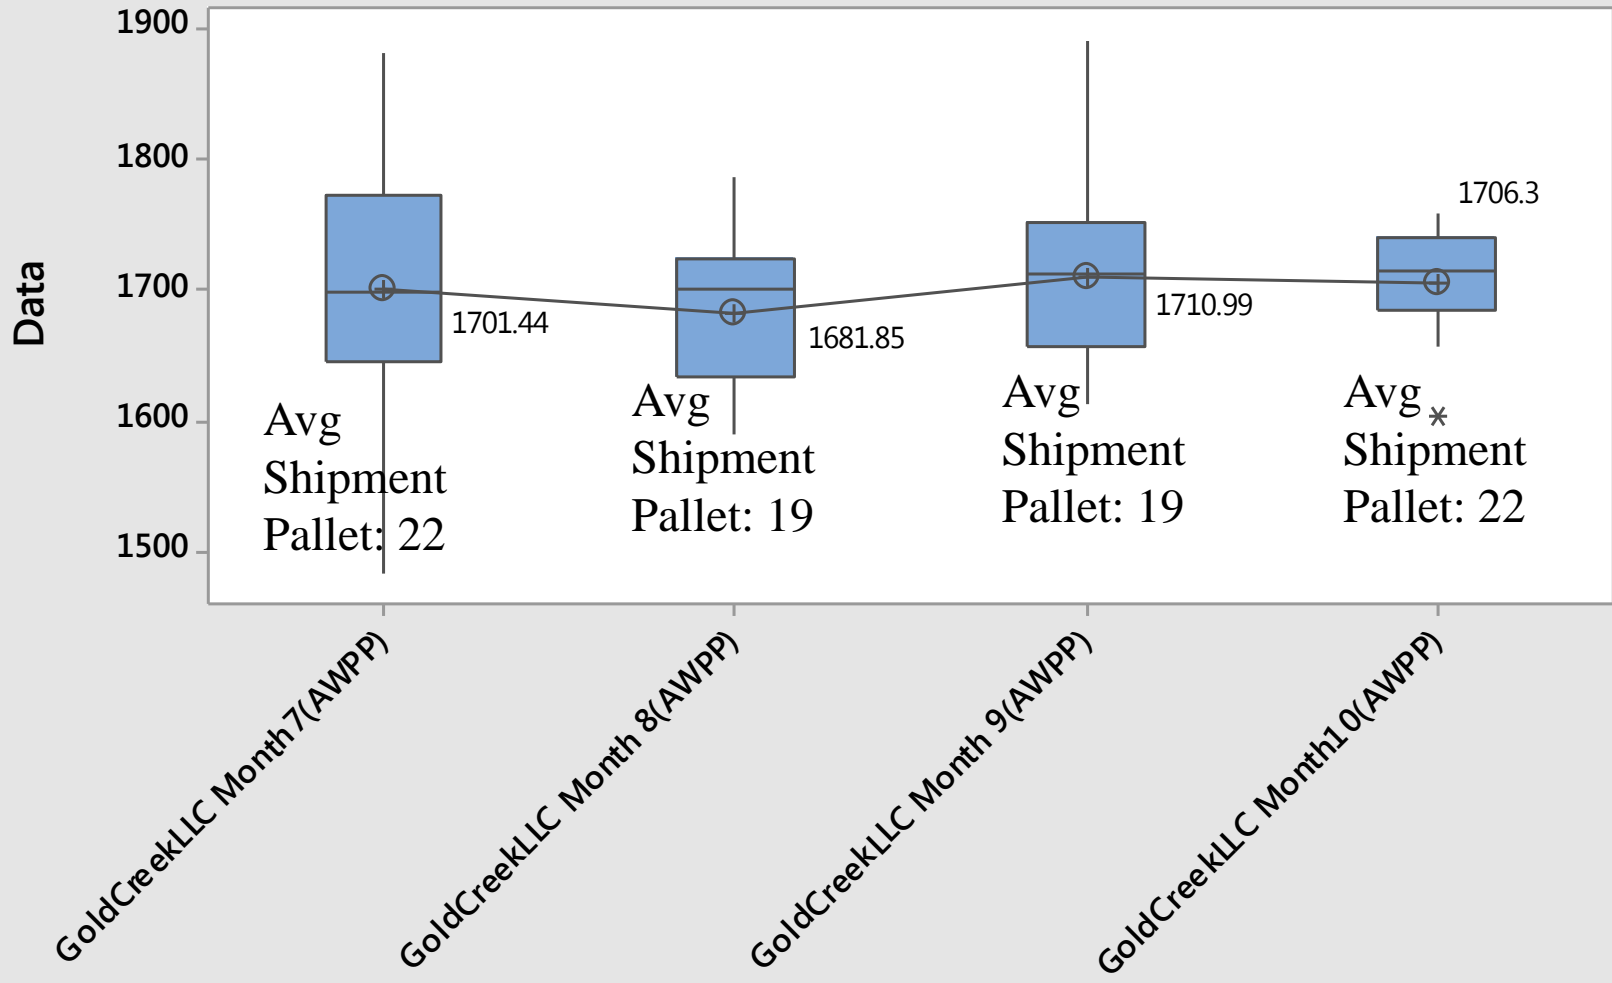 1900
1800
1700
1600
1500
Data
1701.44
1681.85
1710.99
1706.3
Avg
Shipment
Pallet: 22
Avg
Shipment
Pallet: 19
Avg
Shipment
Pallet: 19
Avg
Shipment
Pallet: 22
GoldCreekLLC Month7(AWPP)
GoldCreekLLC Month 8(AWPP)
GoldCreekLLC Month 9(AWPP)
GoldCreekLLC Month10(AWPP)